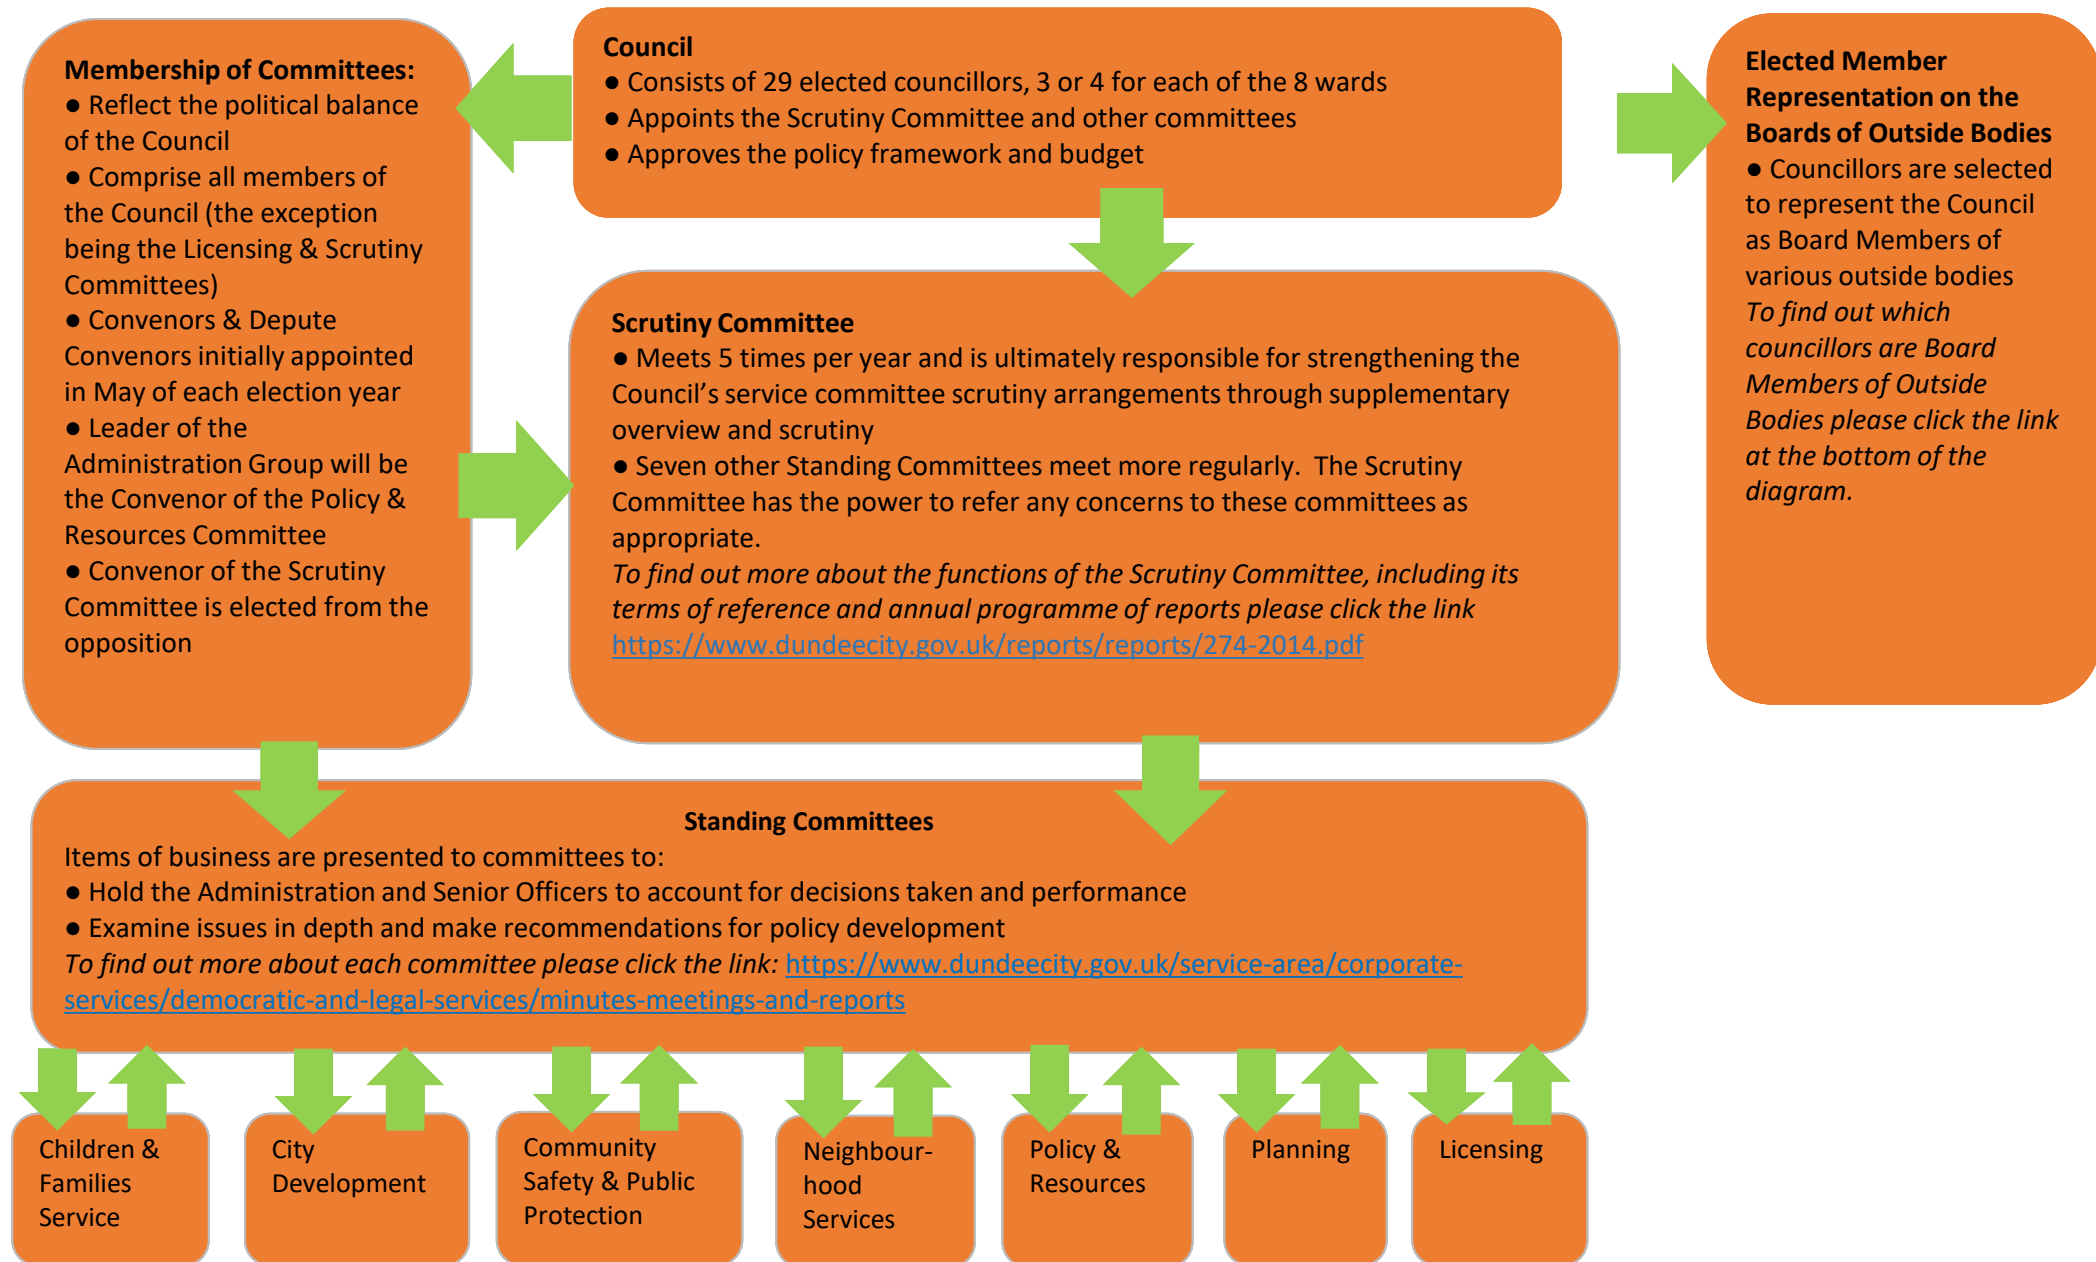 Membership of Committees:
● Reflect the political balance
of the Council
● Comprise all members of
the Council (the exception
being the Licensing & Scrutiny
Committees)
● Convenors & Depute
Convenors initially appointed
in May of each election year
● Leader of the
Administration Group will be
the Convenor of the Policy &
Resources Committee
● Convenor of the Scrutiny
Committee is elected from the
opposition
Council
● Consists of 29 elected councillors, 3 or 4 for each of the 8 wards
● Appoints the Scrutiny Committee and other committees
● Approves the policy framework and budget
Elected Member
Representation on the
Boards of Outside Bodies
● Councillors are selected
to represent the Council
as Board Members of
various outside bodies
To find out which
councillors are Board
Members of Outside
Bodies please click the link
at the bottom of the
diagram.
Scrutiny Committee
● Meets 5 times per year and is ultimately responsible for strengthening the
Council’s service committee scrutiny arrangements through supplementary
overview and scrutiny
● Seven other Standing Committees meet more regularly.  The Scrutiny
Committee has the power to refer any concerns to these committees as
appropriate.
To find out more about the functions of the Scrutiny Committee, including its
terms of reference and annual programme of reports please click the link
https://www.dundeecity.gov.uk/reports/reports/274-2014.pdf
Standing Committees
Items of business are presented to committees to:
● Hold the Administration and Senior Officers to account for decisions taken and performance
● Examine issues in depth and make recommendations for policy development
To find out more about each committee please click the link: https://www.dundeecity.gov.uk/service-area/corporate-
services/democratic-and-legal-services/minutes-meetings-and-reports
Children &
Families
Service
City
Development
Community
Safety & Public
Protection
Neighbour-
hood
Services
Policy &
Resources
Planning
Licensing